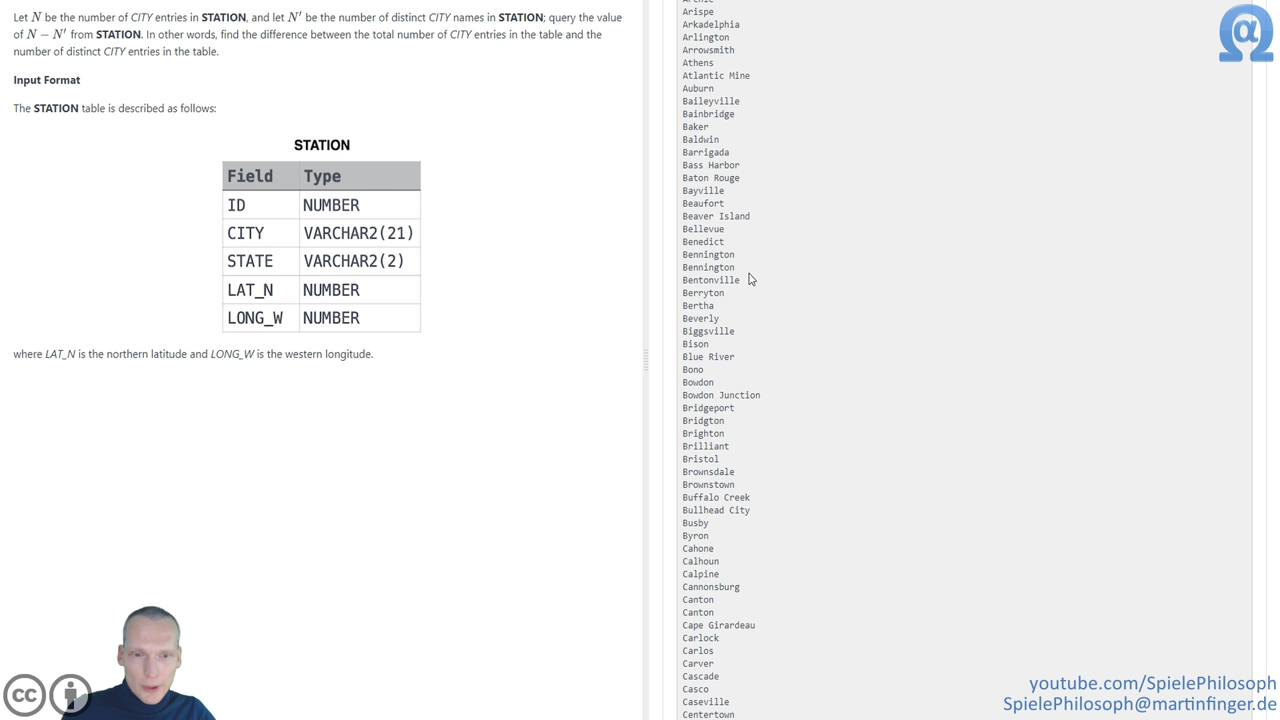 Let N be the number of CITY entries in STATION, and let N′ be the number of distinct CITY names in STATION; query the value
of N − N′ from STATION. In other words, find the difference between the total number of CITY entries in the table and the
number of distinct CITY entries in the table.
Input Format
The STATION table is described as follows:
STATION
Field Type
ID NUMBER
CITY VARCHAR2(21)
STATE VARCHAR2(2)
LAT_N NUMBER
LONG_W NUMBER
where LAT_N is the northern latitude and LONG_W is the western longitude.
Arispe
Arkadelphia
Arlington
Arrowsmith
Athens
Atlantic Mine
Auburn
Baileyville
Bainbridge
Baker
Baldwin
Barrigada
Bass Harbor
Baton Rouge
Bayville
Beaufort
Beaver Island
Bellevue
Benedict
Bennington
Bennington
Bentonville
Berryton
Bertha
Beverly
Biggsville
Bison
Blue River
Bono
Bowdon
Bowdon Junction
Bridgeport
Bridgton
Brighton
Brilliant
Bristol
Brownsdale
Brownstown
Buffalo Creek
Bullhead City
Busby
Byron
Cahone
Calhoun
Calpine
Cannonsburg
Canton
Canton
Cape Girardeau
Carlock
Carlos
Carver
Cascade
Casco
Caseville
Centertown
α
cc
youtube.com/SpielePhilosoph
SpielePhilosoph@martinfinger.de